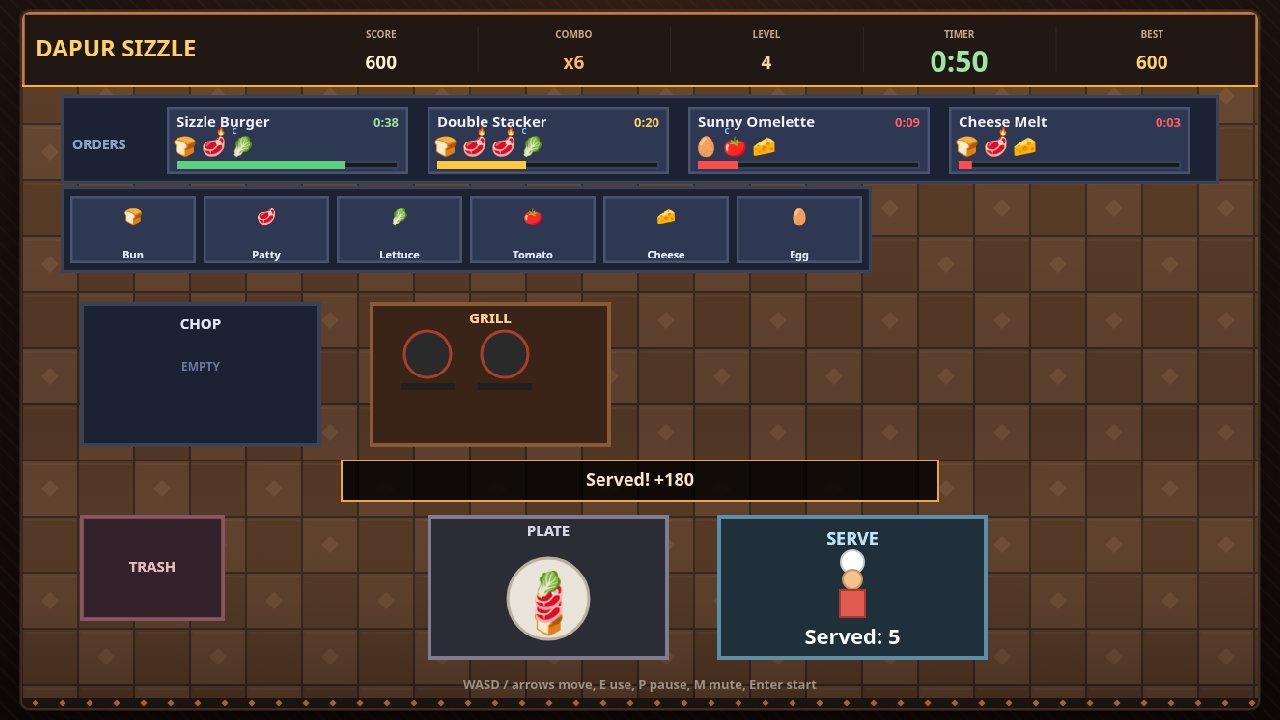 DAPUR SIZZLE
SCORE
600
COMBO
x6
LEVEL
4
TIMER
0:50
BEST
600
ORDERS
Sizzle Burger 0:38
c
Double Stacker 0:20
c
Sunny Omelette 0:09
c
Cheese Melt 0:03
Bun
Patty
Lettuce
Tomato
Cheese
Egg
CHOP
EMPTY
GRILL
Served! +180
TRASH
PLATE
SERVE
Served: 5
WASD / arrows move, E use, P pause, M mute, Enter start